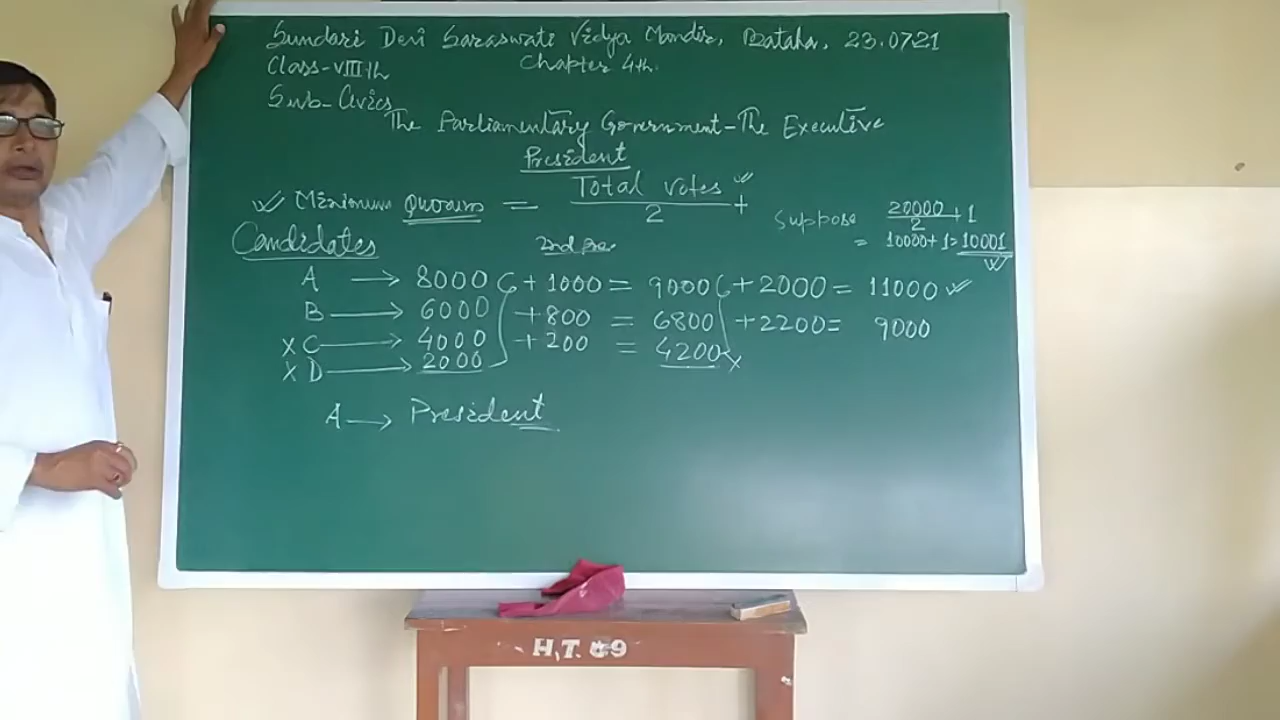 Sundari Devi Saraswati Vidya Mandir, Bataha, 23.07.21
Class-VIIIth
Chapter 4th.
Sub-Civics
The Parliamentary Government-The Executive
President
✓ Minimum Quorum = Total votes ✓ / 2 +
Suppose 20000/2 + 1
= 10000+1=10001 ✓
Candidates
2nd
A → 8000 + 1000 = 9000 + 2000 = 11000 ✓
B → 6000 + 800 = 6800 + 2200 = 9000
X C → 4000 + 200 = 4200 X
X D → 2000
A → President
H.T. 09